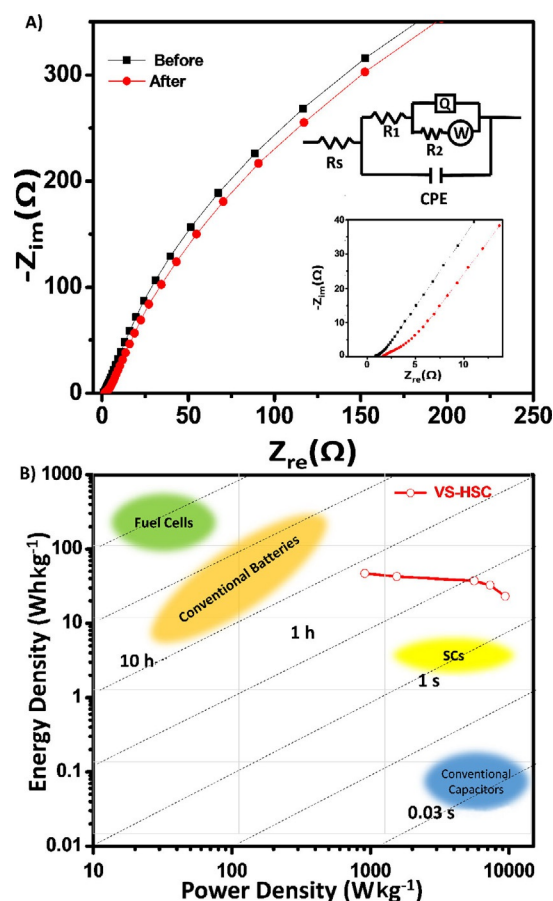 A)
Before
After
-Zim(Ω)
300
200
100
0
0 50 100 150 200 250
Zre(Ω)
Rs
R1
Q
R2
W
CPE
-Zim(Ω)
40
30
20
10
0
0 5 10
Zre(Ω)
B)
VS-HSC
Energy Density (Whkg-1)
1000
100
10
1
0.1
0.01
Fuel Cells
Conventional Batteries
1 h
10 h
SCs
1 s
Conventional
Capacitors
0.03 s
10 100 1000 10000
Power Density (Wkg-1)